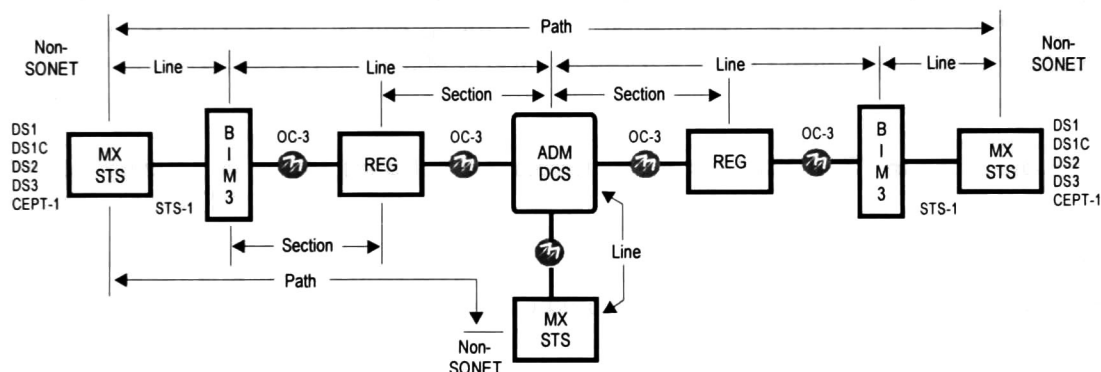 Path
Non-
SONET
Line
Line
Line
Line
Non-
SONET
Section
Section
DS1
DS1C
DS2
DS3
CEPT-1
MX
STS
STS-1
B
I
M
3
OC-3
REG
OC-3
ADM
DCS
OC-3
REG
OC-3
B
I
M
3
STS-1
MX
STS
DS1
DS1C
DS2
DS3
CEPT-1
Section
Line
Path
MX
STS
Non-
SONET